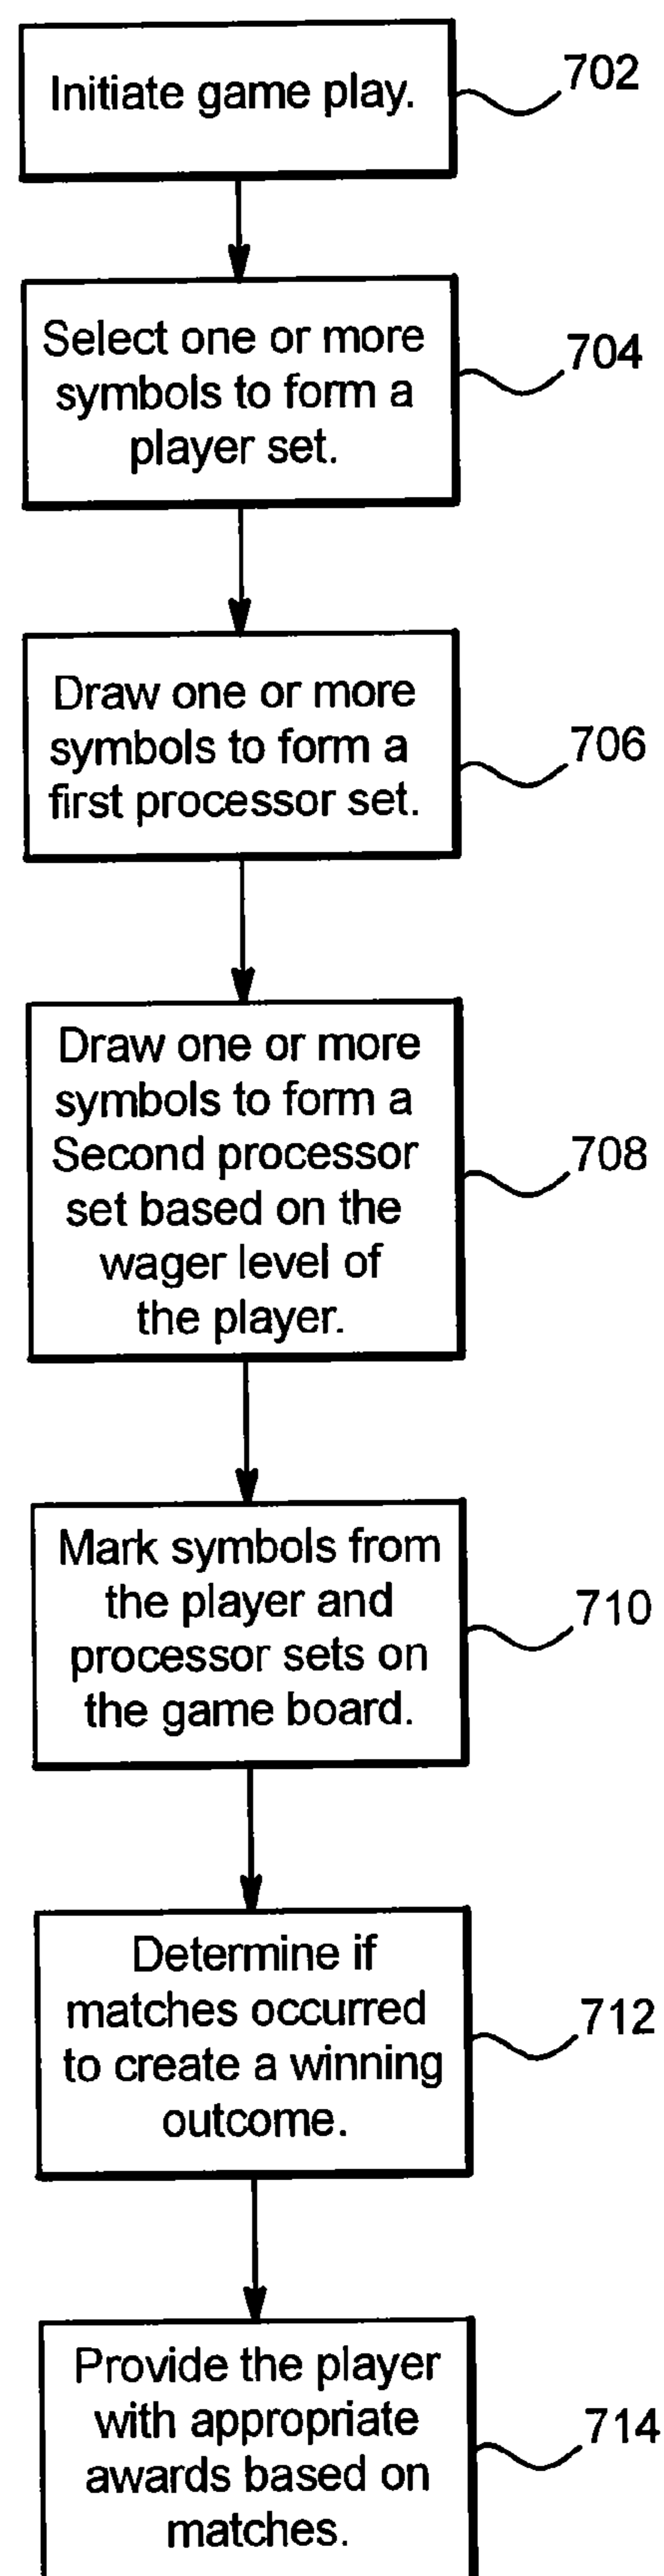 Initiate game play.
702
Select one or more
symbols to form a
player set.
704
Draw one or more
symbols to form a
first processor set.
706
Draw one or more
symbols to form a
Second processor
set based on the
wager level of
the player.
708
Mark symbols from
the player and
processor sets on
the game board.
710
Determine if
matches occurred
to create a winning
outcome.
712
Provide the player
with appropriate
awards based on
matches.
714